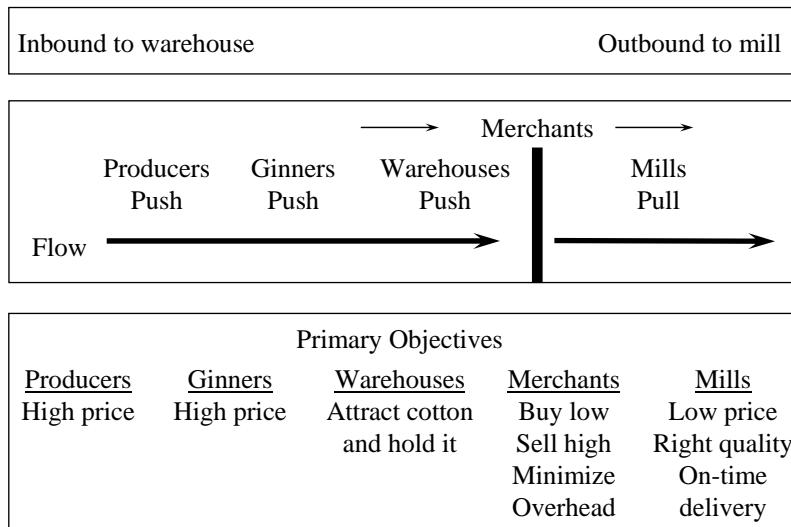 Inbound to warehouse Outbound to mill
Merchants
Producers Ginners Warehouses Mills
Push Push Push Pull
Flow
Primary Objectives
Producers Ginners Warehouses Merchants Mills
High price High price Attract cotton Buy low Low price
and hold it Sell high Right quality
Minimize On-time
Overhead delivery